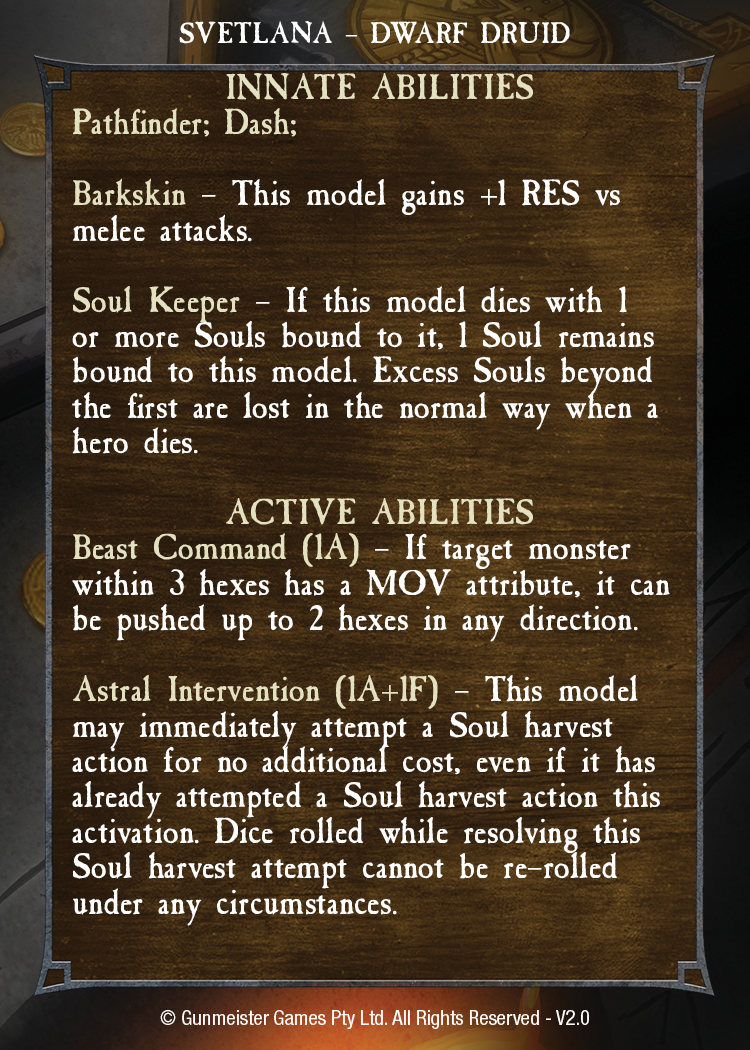 SVETLANA – DWARF DRUID
INNATE ABILITIES
Pathfinder; Dash;
Barkskin – This model gains +1 RES vs
melee attacks.
Soul Keeper – If this model dies with 1
or more Souls bound to it, 1 Soul remains
bound to this model. Excess Souls beyond
the first are lost in the normal way when a
hero dies.
ACTIVE ABILITIES
Beast Command (1A) – If target monster
within 3 hexes has a MOV attribute, it can
be pushed up to 2 hexes in any direction.
Astral Intervention (1A+1F) – This model
may immediately attempt a Soul harvest
action for no additional cost, even if it has
already attempted a Soul harvest action this
activation. Dice rolled while resolving this
Soul harvest attempt cannot be re-rolled
under any circumstances.
© Gunmeister Games Pty Ltd. All Rights Reserved - V2.0